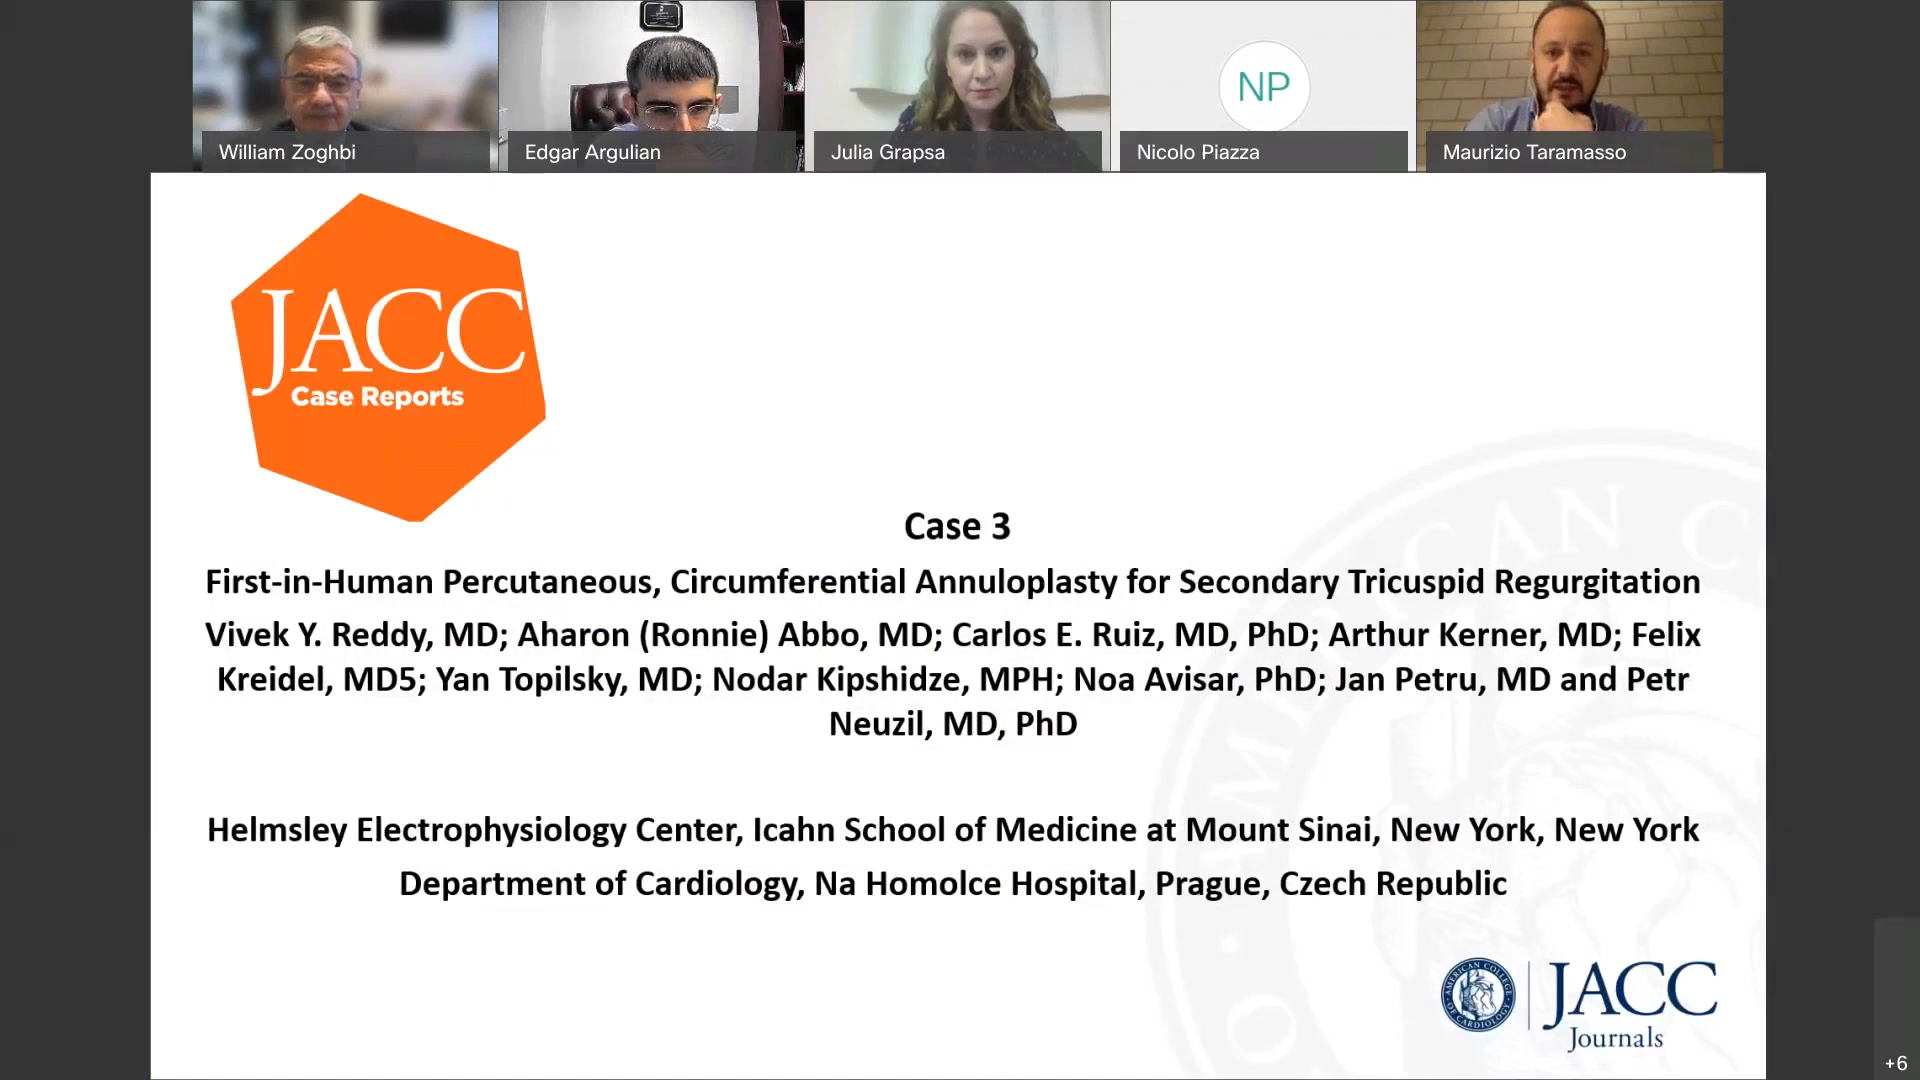 William Zoghbi
Edgar Argulian
Julia Grapsa
NP
Nicolo Piazza
Maurizio Taramasso
JACC
Case Reports
Case 3
First-in-Human Percutaneous, Circumferential Annuloplasty for Secondary Tricuspid Regurgitation
Vivek Y. Reddy, MD; Aharon (Ronnie) Abbo, MD; Carlos E. Ruiz, MD, PhD; Arthur Kerner, MD; Felix
Kreidel, MD5; Yan Topilsky, MD; Nodar Kipshidze, MPH; Noa Avisar, PhD; Jan Petru, MD and Petr
Neuzil, MD, PhD
Helmsley Electrophysiology Center, Icahn School of Medicine at Mount Sinai, New York, New York
Department of Cardiology, Na Homolce Hospital, Prague, Czech Republic
AMERICAN COLLEGE
OF CARDIOLOGY
JACC
Journals
+6